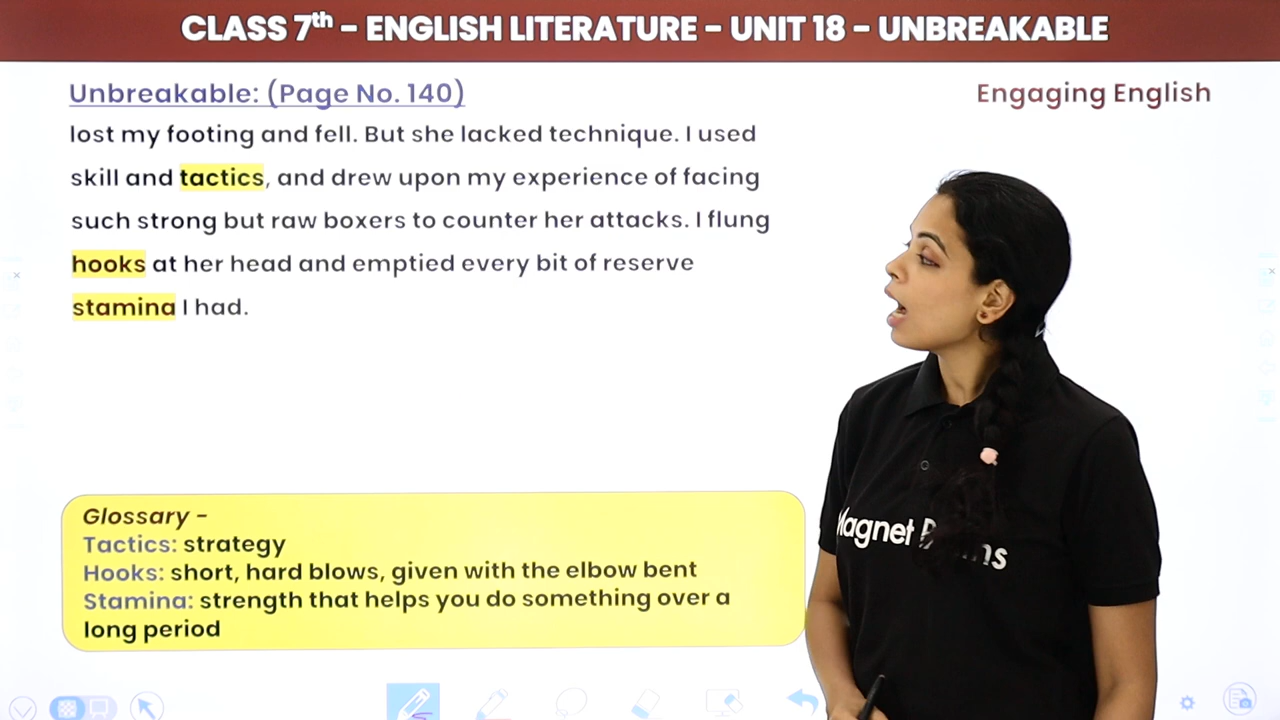 CLASS 7th - ENGLISH LITERATURE - UNIT 18 - UNBREAKABLE
Unbreakable: (Page No. 140)
Engaging English
lost my footing and fell. But she lacked technique. I used
skill and tactics, and drew upon my experience of facing
such strong but raw boxers to counter her attacks. I flung
hooks at her head and emptied every bit of reserve
stamina I had.
Glossary -
Tactics: strategy
Hooks: short, hard blows, given with the elbow bent
Stamina: strength that helps you do something over a
long period
Magnet